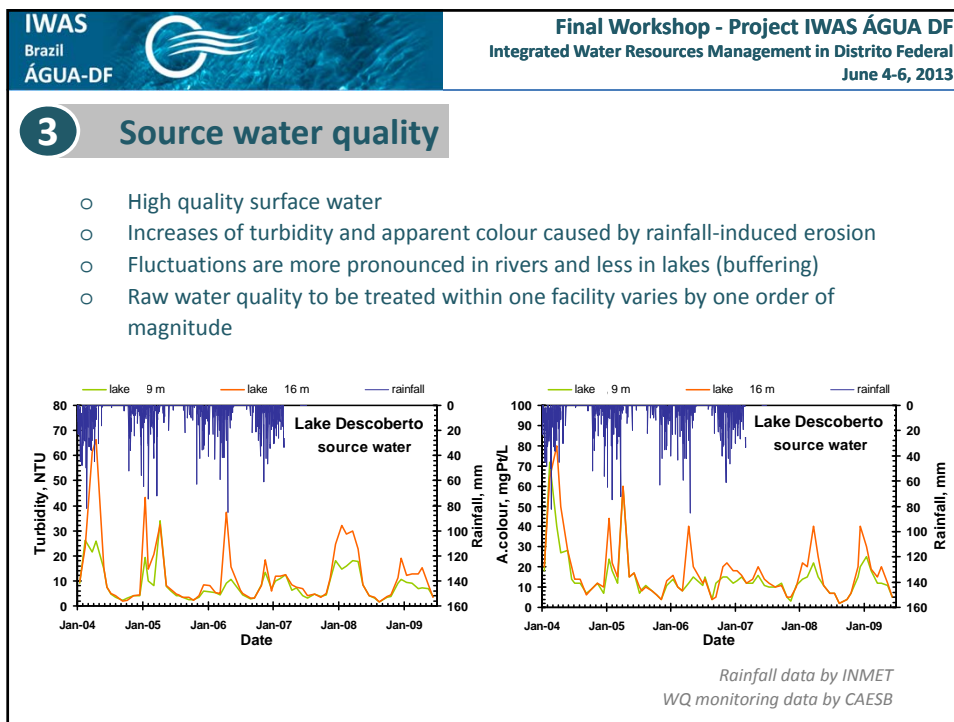 IWAS
Brazil
ÁGUA-DF
Final Workshop - Project IWAS ÁGUA DF
Integrated Water Resources Management in Distrito Federal
June 4-6, 2013
3 Source water quality
o High quality surface water
o Increases of turbidity and apparent colour caused by rainfall-induced erosion
o Fluctuations are more pronounced in rivers and less in lakes (buffering)
o Raw water quality to be treated within one facility varies by one order of
magnitude
lake 9 m lake 16 m rainfall
Lake Descoberto
source water
Turbidity, NTU
80
70
60
50
40
30
20
10
0
Rainfall, mm
0
20
40
60
80
100
120
140
160
Jan-04 Jan-05 Jan-06 Jan-07 Jan-08 Jan-09
Date
lake 9 m lake 16 m rainfall
Lake Descoberto
source water
A.colour, mgPt/L
100
90
80
70
60
50
40
30
20
10
0
Rainfall, mm
0
20
40
60
80
100
120
140
160
Jan-04 Jan-05 Jan-06 Jan-07 Jan-08 Jan-09
Date
Rainfall data by INMET
WQ monitoring data by CAESB